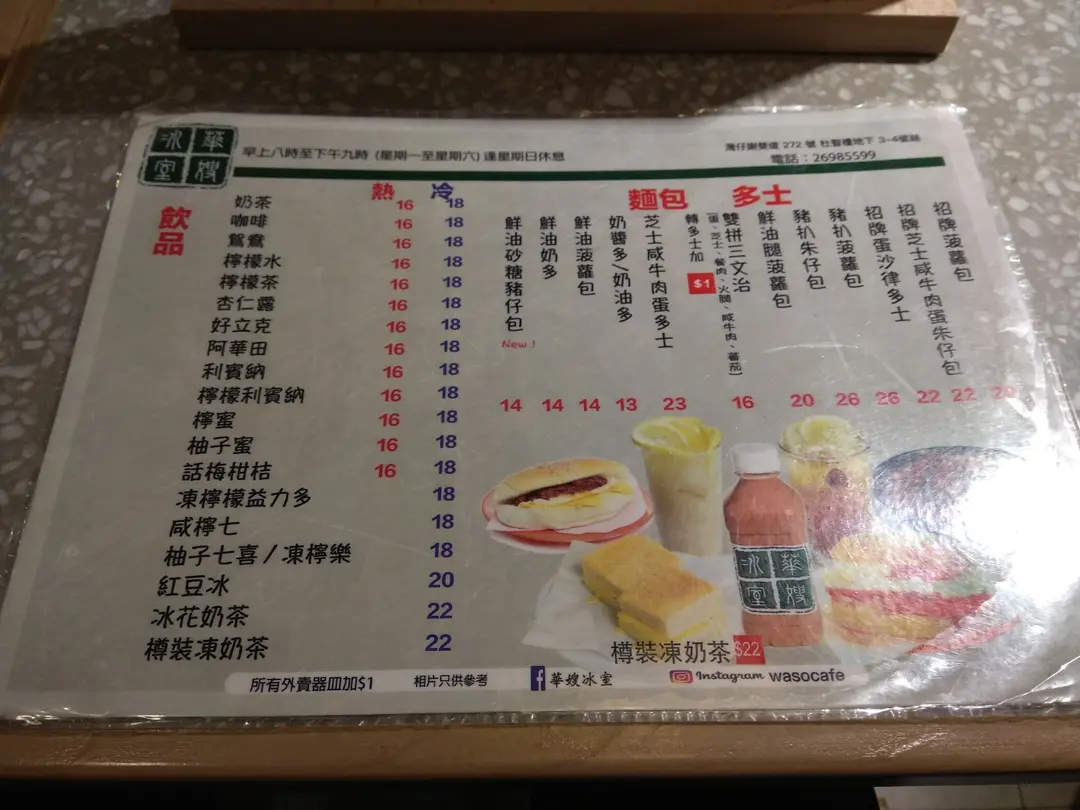 華嫂
冰室
早上八時至下午九時 (星期一至星期六) 逢星期日休息
灣仔謝斐道 272 號 杜智樓地下 3-4號舖
電話:26985599
飲品
熱 冷
奶茶 16 18
咖啡 16 18
鴛鴦 16 18
檸檬水 16 18
檸檬茶 16 18
杏仁露 16 18
好立克 16 18
阿華田 16 18
利賓納 16 18
檸檬利賓納 16 18
檸蜜 16 18
柚子蜜 16 18
話梅柑桔 16 18
凍檸檬益力多 18
咸檸七 18
柚子七喜/凍檸樂 18
紅豆冰 20
冰花奶茶 22
樽裝凍奶茶 22
麵包 多士
招牌菠蘿包
招牌芝士咸牛肉蛋朱仔包 22
招牌蛋沙律多士 22
豬扒菠蘿包 26
豬扒朱仔包 26
鮮油腿菠蘿包 20
雙拼三文治 16
(蛋、芝士、餐肉、火腿、咸牛肉、蕃茄)
轉多士加 $1
芝士咸牛肉蛋多士 23
奶醬多/奶油多 13
鮮油菠蘿包 14
鮮油奶多 14
鮮油砂糖豬仔包 14
New!
華嫂
冰室
樽裝凍奶茶 $22
所有外賣器皿加$1
相片只供參考
華嫂冰室
Instagram wasocafe